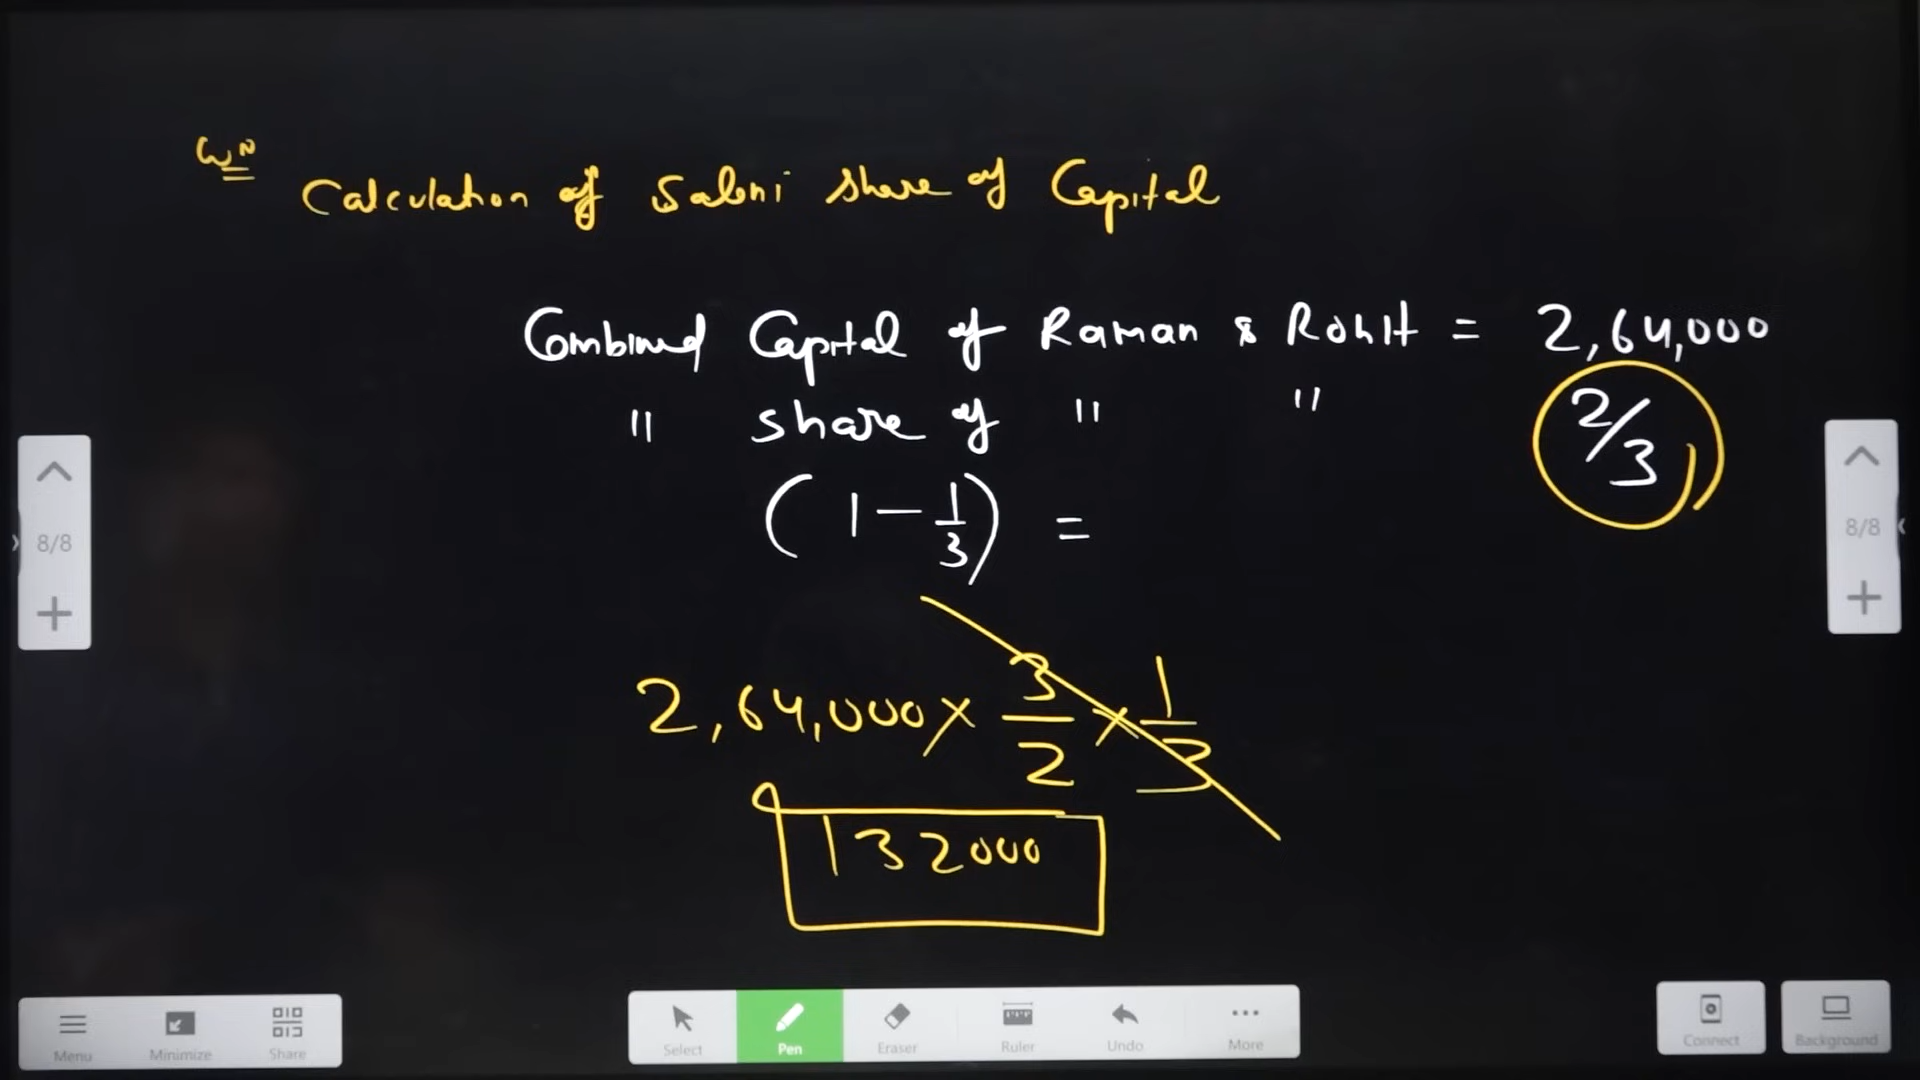 WN
Calculation of Saloni share of Capital
Combined Capital of Raman & Rohit = 2,64,000
" share of " " 2/3
(1 - 1/3) =
2,64,000 × 3/2 × 1/3
132000
8/8
8/8
Menu Minimize Share
Select Pen Eraser Ruler Undo More
Connect Background